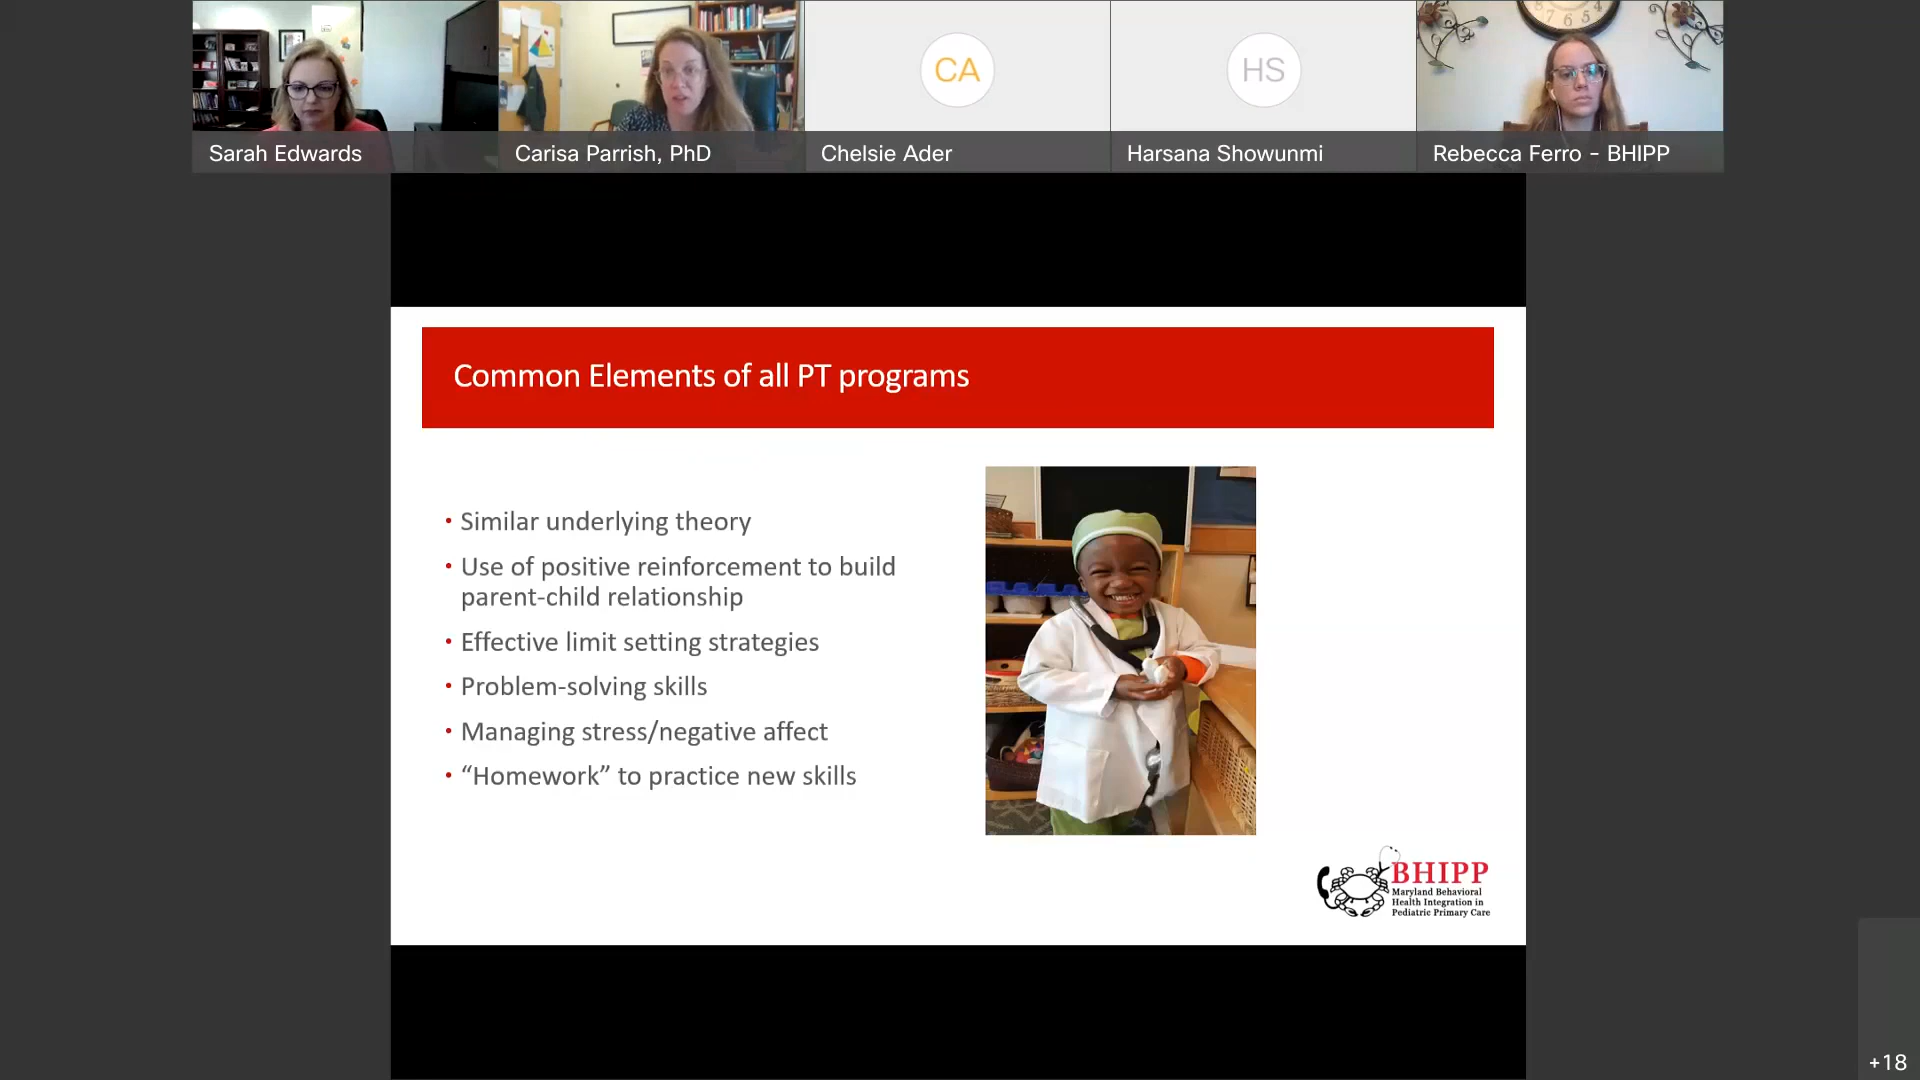 CA
HS
Sarah Edwards
Carisa Parrish, PhD
Chelsie Ader
Harsana Showunmi
Rebecca Ferro - BHIPP
Common Elements of all PT programs
• Similar underlying theory
• Use of positive reinforcement to build
parent-child relationship
• Effective limit setting strategies
• Problem-solving skills
• Managing stress/negative affect
• “Homework” to practice new skills
BHIPP
Maryland Behavioral
Health Integration in
Pediatric Primary Care
+18